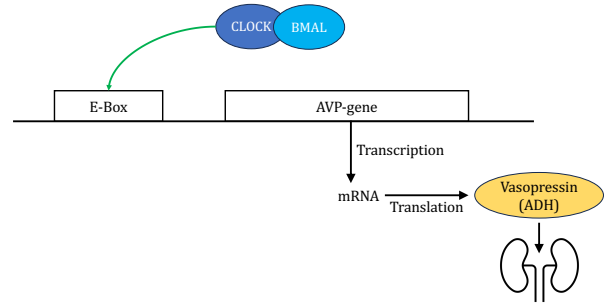 CLOCK
BMAL
E-Box
AVP-gene
Transcription
mRNA
Translation
Vasopressin
(ADH)